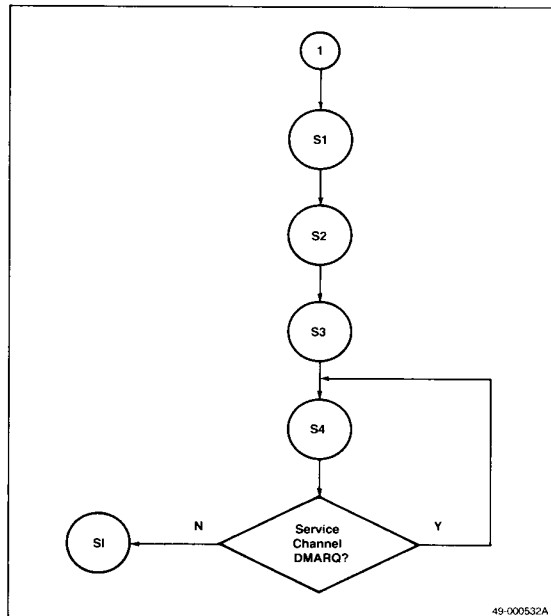 1
S1
S2
S3
S4
Service
Channel
DMARQ?
N
Y
SI
49-000532A